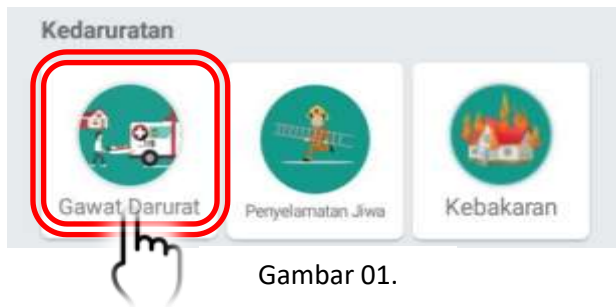 Kedaruratan
Gawat Darurat
Penyelamatan Jiwa
Kebakaran
Gambar 01.